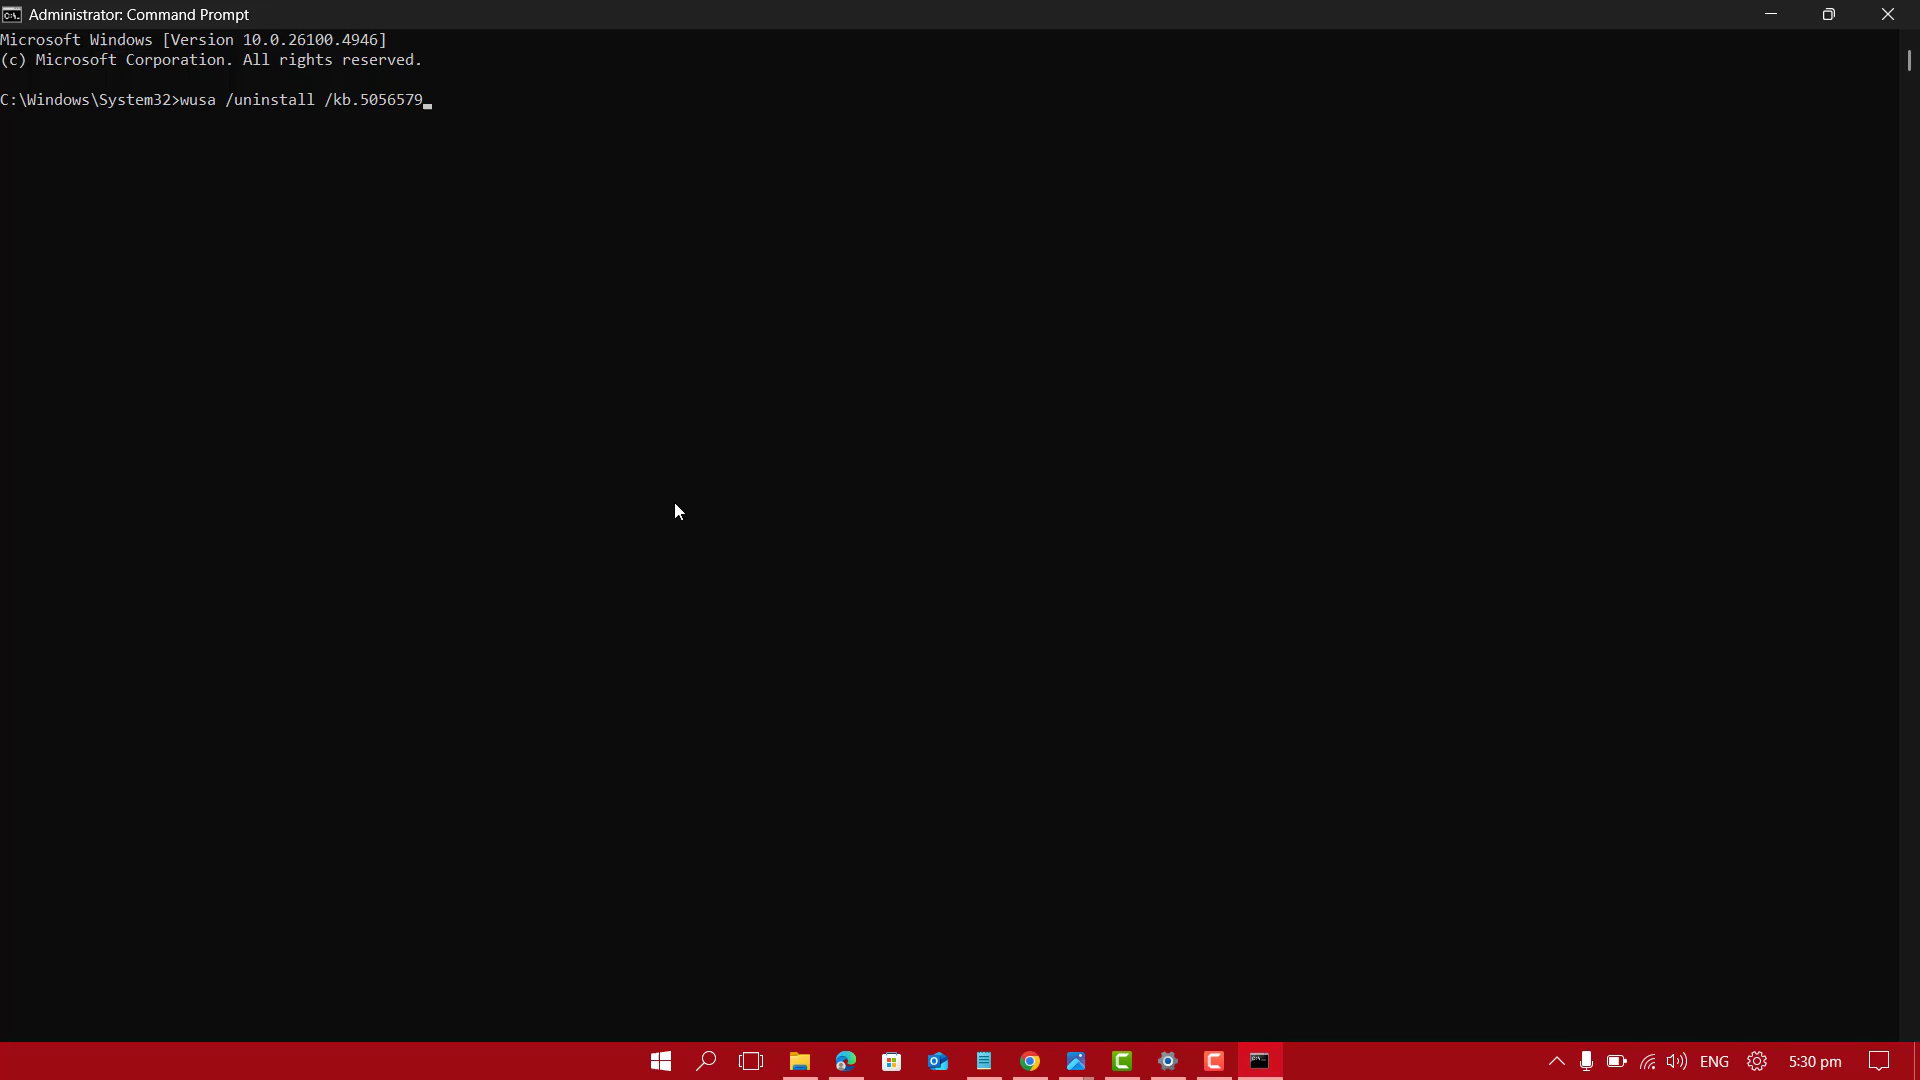 Administrator: Command Prompt
Microsoft Windows [Version 10.0.26100.4946]
(c) Microsoft Corporation. All rights reserved.
C:\Windows\System32>wusa /uninstall /kb.5056579_
ENG
5:30 pm